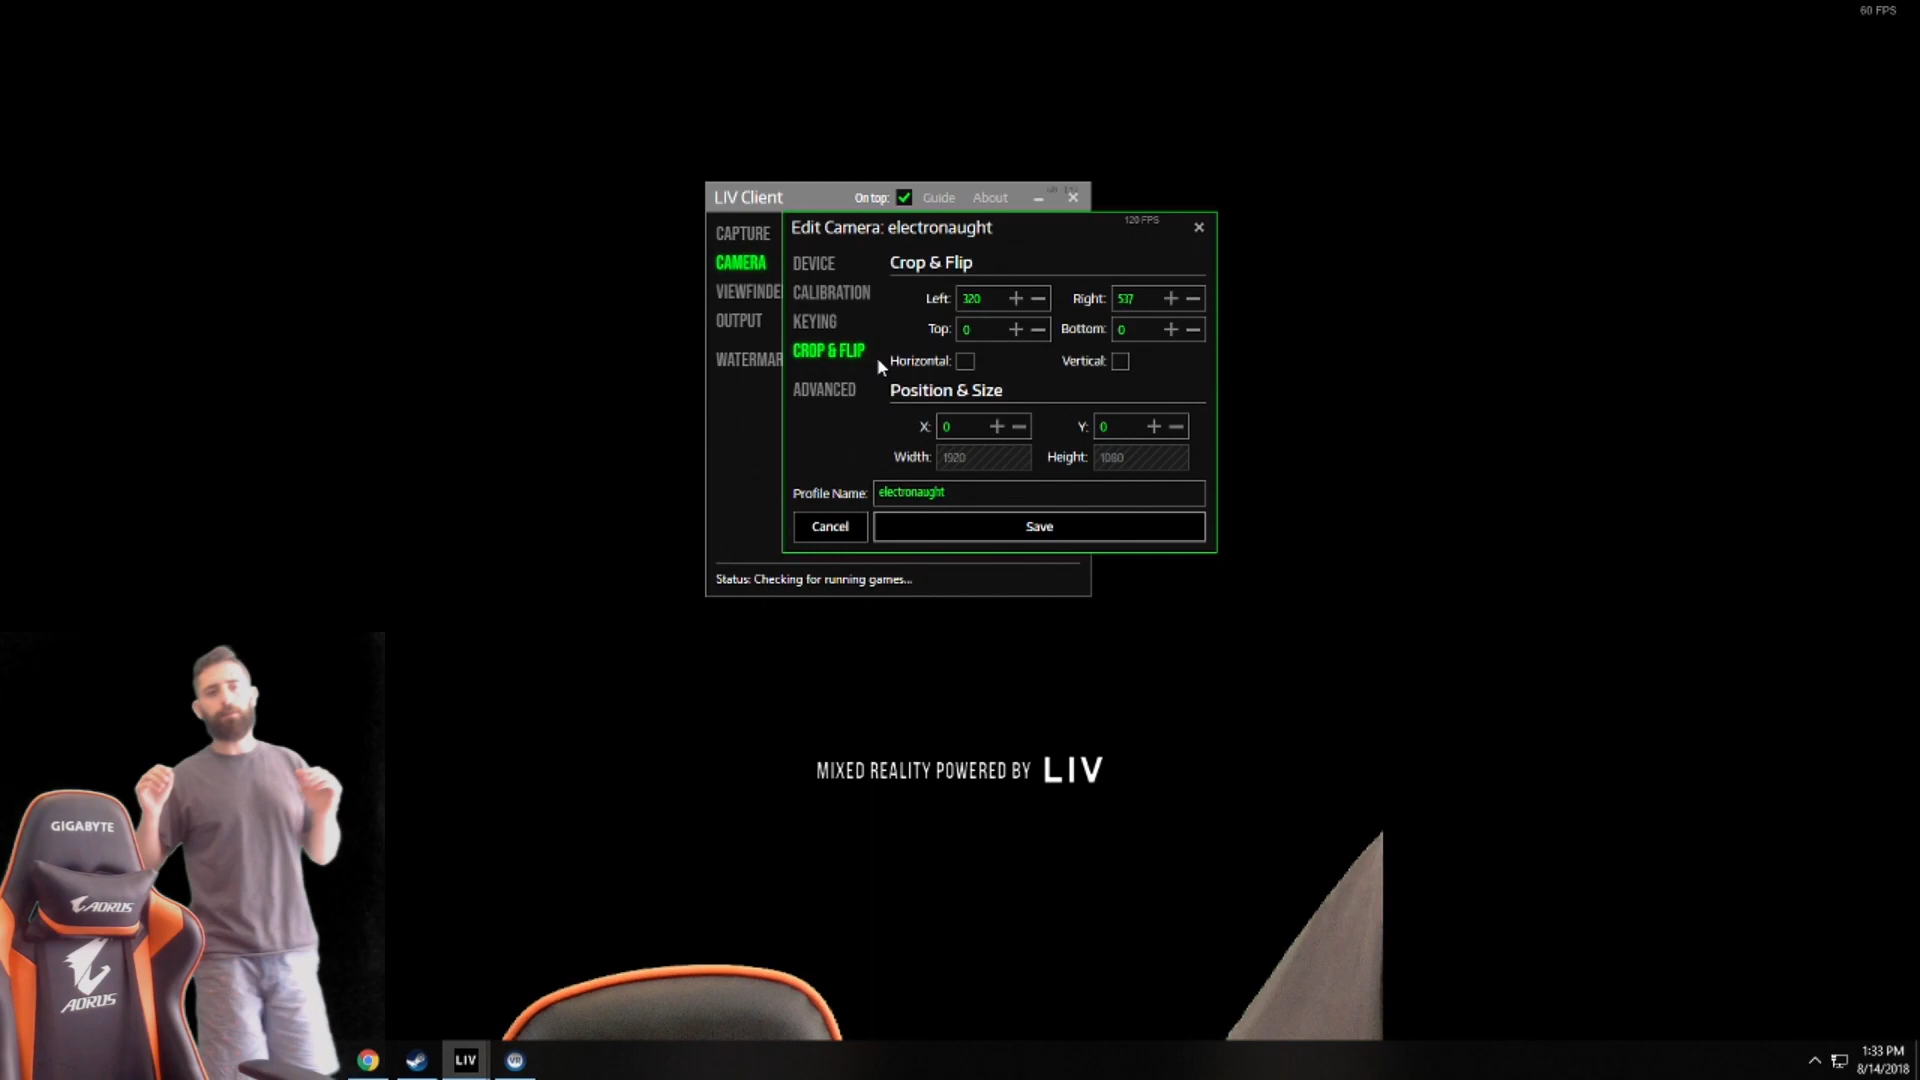 60 FPS
LIV Client
On top:
Guide
About
Edit Camera: electronaught
120 FPS
CAPTURE
CAMERA
VIEWFINDE
OUTPUT
WATERMAR
DEVICE
CALIBRATION
KEYING
CROP & FLIP
ADVANCED
Crop & Flip
Left: 320 Right: 537
Top: 0 Bottom: 0
Horizontal: Vertical:
Position & Size
X: 0 Y: 0
Width: 1920 Height: 1080
Profile Name: electronaught
Cancel Save
Status: Checking for running games...
MIXED REALITY POWERED BY LIV
GIGABYTE
AORUS
AORUS
LIV
VR
1:33 PM
8/14/2018